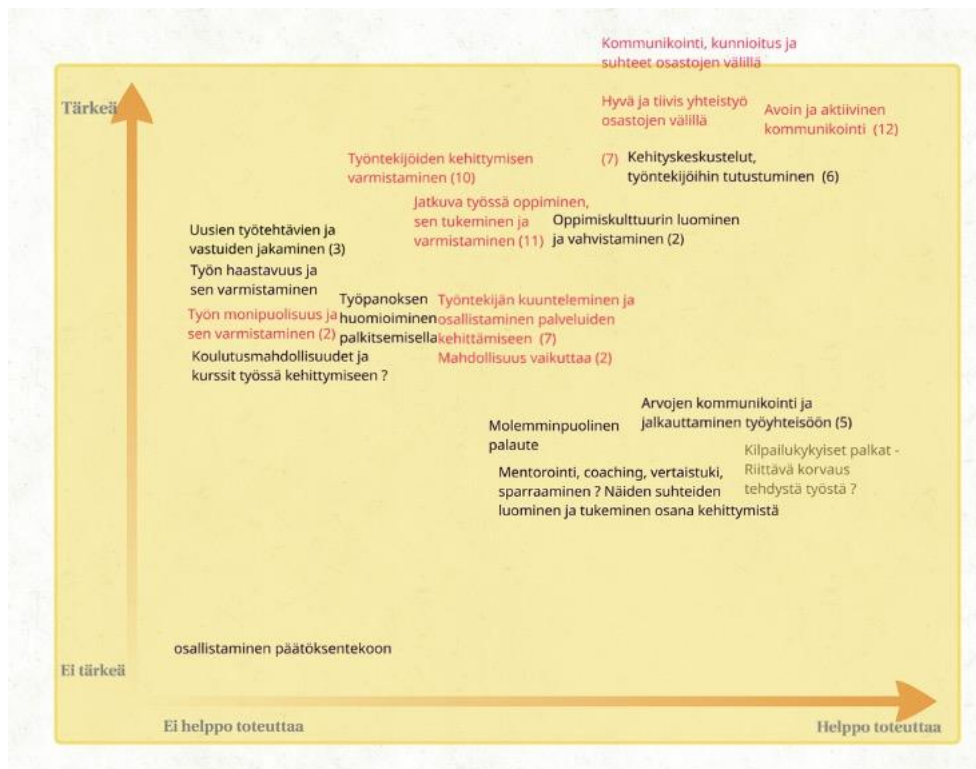 Kommunikointi, kunnioitus ja
suhteet osastojen välillä
Tärkeä
Hyvä ja tiivis yhteistyö
osastojen välillä
Avoin ja aktiivinen
kommunikointi (12)
Työntekijöiden kehittymisen
varmistaminen (10)
(7) Kehityskeskustelut,
työntekijöihin tutustuminen (6)
Jatkuva työssä oppiminen,
sen tukeminen ja
varmistaminen (11)
Oppimiskulttuurin luominen
ja vahvistaminen (2)
Uusien työtehtävien ja
vastuiden jakaminen (3)
Työn haastavuus ja
sen varmistaminen
Työn monipuolisuus ja
sen varmistaminen (2)
Työpanoksen
huomioiminen
palkitsemisella
Työntekijän kuunteleminen ja
osallistaminen palveluiden
kehittämiseen (7)
Mahdollisuus vaikuttaa (2)
Koulutusmahdollisuudet ja
kurssit työssä kehittymiseen ?
Arvojen kommunikointi ja
jalkauttaminen työyhteisöön (5)
Molemminpuolinen
palaute
Kilpailukykyiset palkat -
Riittävä korvaus
tehdystä työstä ?
Mentorointi, coaching, vertaistuki,
sparraaminen ? Näiden suhteiden
luominen ja tukeminen osana kehittymistä
osallistaminen päätöksentekoon
Ei tärkeä
Ei helppo toteuttaa
Helppo toteuttaa